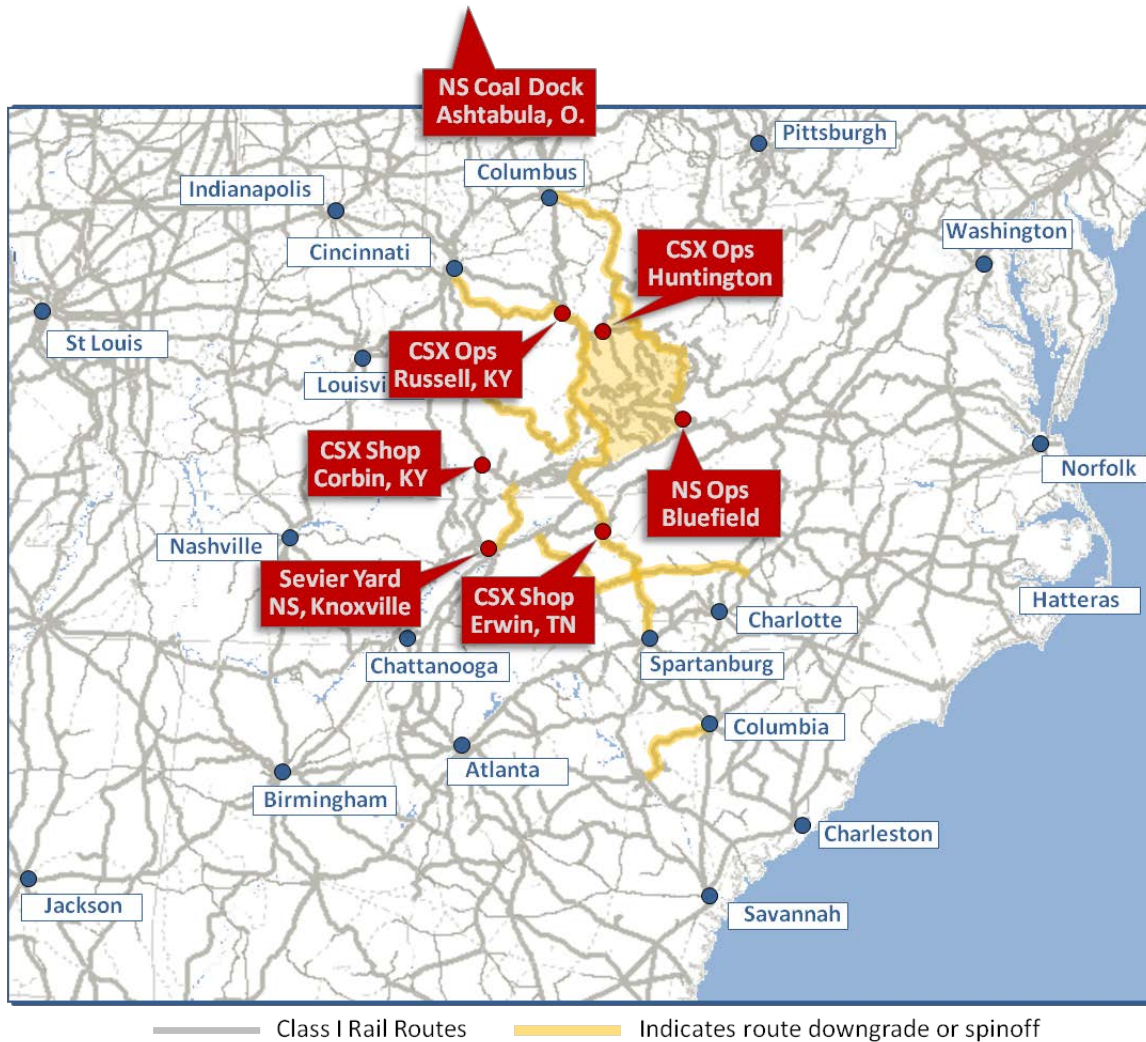 NS Coal Dock
Ashtabula, O.
Pittsburgh
Columbus
Indianapolis
Washington
CSX Ops
Huntington
Cincinnati
St Louis
CSX Ops
Russell, KY
Louisvi
CSX Shop
Corbin, KY
Norfolk
NS Ops
Bluefield
Nashville
Sevier Yard
NS, Knoxville
CSX Shop
Erwin, TN
Hatteras
Charlotte
Chattanooga
Spartanburg
Columbia
Atlanta
Birmingham
Charleston
Jackson
Savannah
Class I Rail Routes
Indicates route downgrade or spinoff